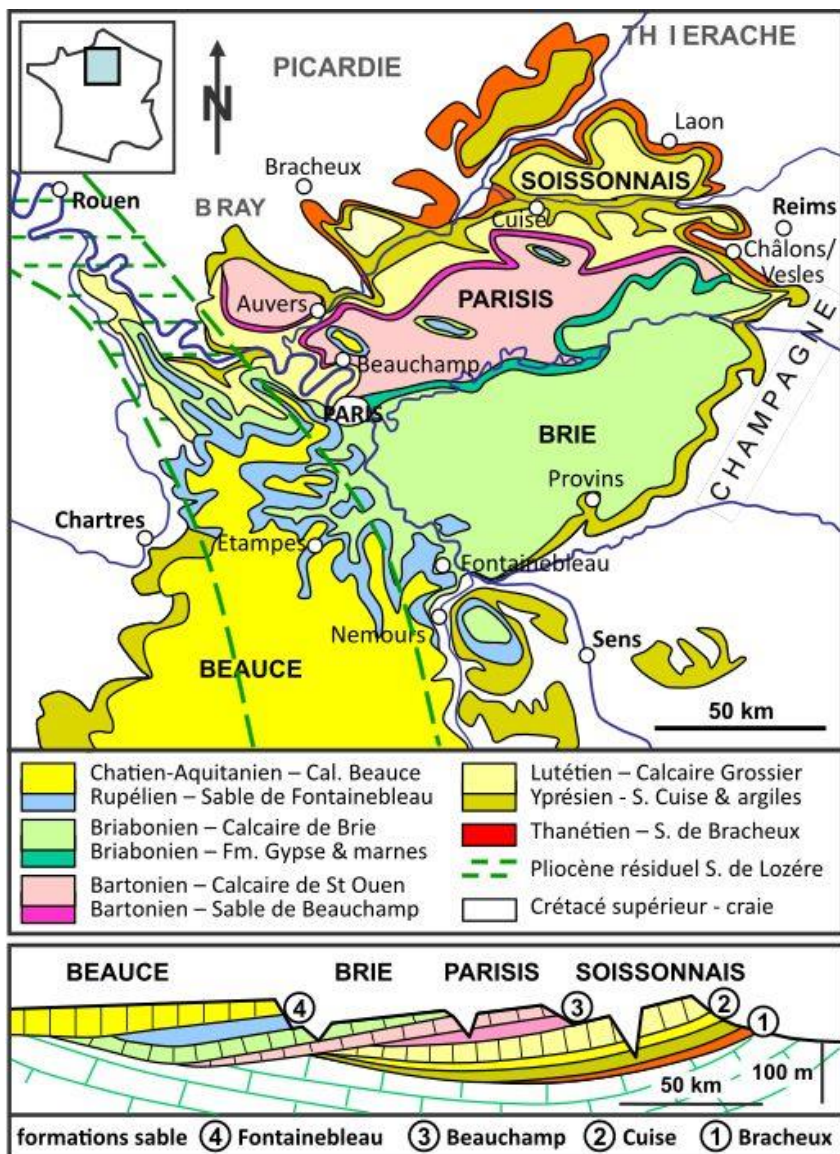 TH IERACHE
PICARDIE
N
Laon
Bracheux
SOISSONNAIS
Rouen
BRAY
Cuise
Reims
Châlons/
Vesles
PARISIS
Auvers
Beauchamp
PARIS
BRIE
CHAMPAGNE
Provins
Chartres
Etampes
Fontainebleau
Nemours
Sens
BEAUCE
50 km
Chatien-Aquitanien – Cal. Beauce
Rupélien – Sable de Fontainebleau
Briabonien – Calcaire de Brie
Briabonien – Fm. Gypse & marnes
Bartonien – Calcaire de St Ouen
Bartonien – Sable de Beauchamp
Lutétien – Calcaire Grossier
Yprésien - S. Cuise & argiles
Thanétien – S. de Bracheux
Pliocène résiduel S. de Lozére
Crétacé supérieur - craie
BEAUCE BRIE PARISIS SOISSONNAIS
4 3 2 1
50 km 100 m
formations sable 4 Fontainebleau 3 Beauchamp 2 Cuise 1 Bracheux